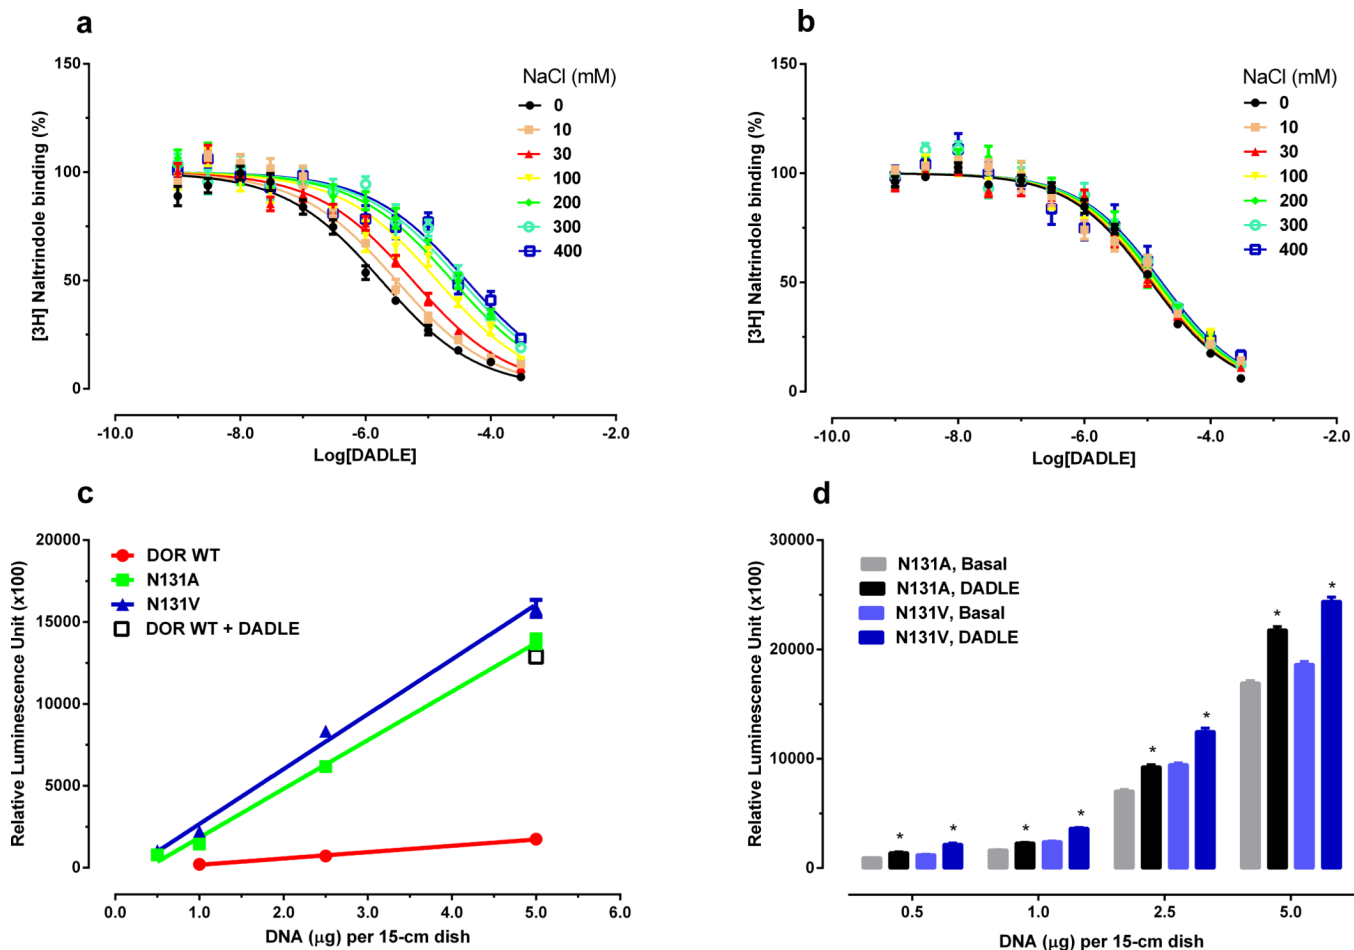 a
[3H] Naltrindole binding (%)
150
100
50
0
-10.0 -8.0 -6.0 -4.0 -2.0
Log[DADLE]
NaCl (mM)
0
10
30
100
200
300
400
b
[3H] Naltrindole binding (%)
150
100
50
0
-10.0 -8.0 -6.0 -4.0 -2.0
Log[DADLE]
NaCl (mM)
0
10
30
100
200
300
400
c
Relative Luminescence Unit (x100)
20000
15000
10000
5000
0
0.0 1.0 2.0 3.0 4.0 5.0 6.0
DNA (μg) per 15-cm dish
DOR WT
N131A
N131V
DOR WT + DADLE
d
Relative Luminescence Unit (x100)
30000
20000
10000
0
0.5 1.0 2.5 5.0
DNA (μg) per 15-cm dish
N131A, Basal
N131A, DADLE
N131V, Basal
N131V, DADLE
* * * * * * * *